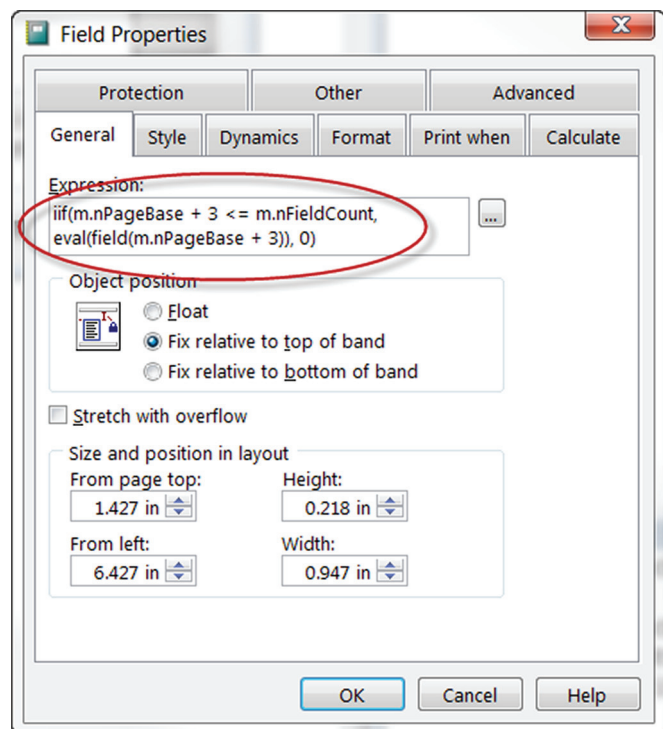 Field Properties
Protection Other Advanced
General Style Dynamics Format Print when Calculate
Expression:
iif(m.nPageBase + 3 <= m.nFieldCount,
eval(field(m.nPageBase + 3)), 0)
...
Object position
Float
Fix relative to top of band
Fix relative to bottom of band
Stretch with overflow
Size and position in layout
From page top: Height:
1.427 in 0.218 in
From left: Width:
6.427 in 0.947 in
OK Cancel Help